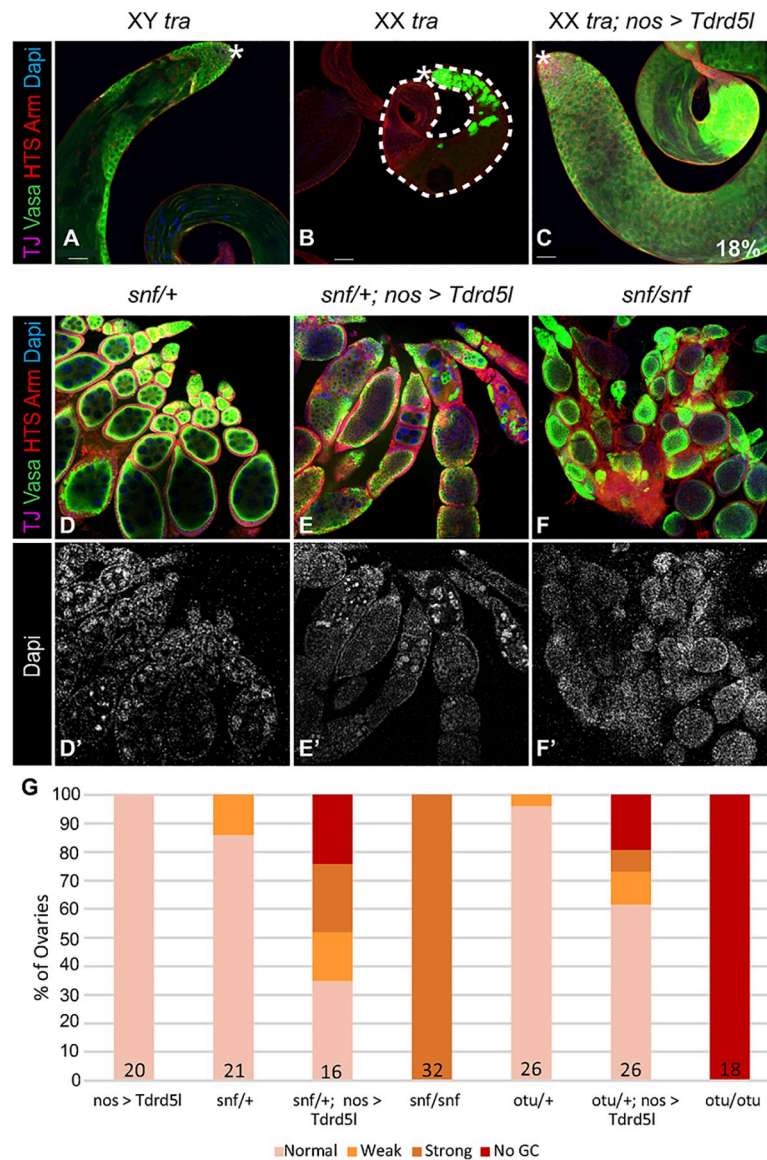 XY tra
XX tra
XX tra; nos > Tdrd5l
TJ Vasa HTS Arm Dapi
*
A
*
B
*
C
18%
snf/+
snf/+; nos > Tdrd5l
snf/snf
TJ Vasa HTS Arm Dapi
D
E
F
Dapi
D'
E'
F'
G
% of Ovaries
100
90
80
70
60
50
40
30
20
10
0
20
21
16
32
26
26
18
nos > Tdrd5l
snf/+
snf/+; nos >
Tdrd5l
snf/snf
otu/+
otu/+; nos >
Tdrd5l
otu/otu
Normal Weak Strong No GC